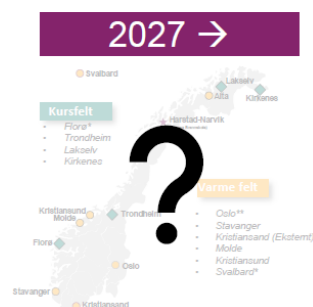 2027 →
Svalbard
Lakselv
Alta
Kirkenes
Harstad-Narvik
Kursfelt
• Florø*
• Trondheim
• Lakselv
• Kirkenes
Varme felt
• Oslo**
• Stavanger
• Kristiansand (Eksternt)
• Molde
• Kristiansund
• Svalbard*
Kristiansund
Molde
Trondheim
Florø
Oslo
Stavanger
Kristiansand